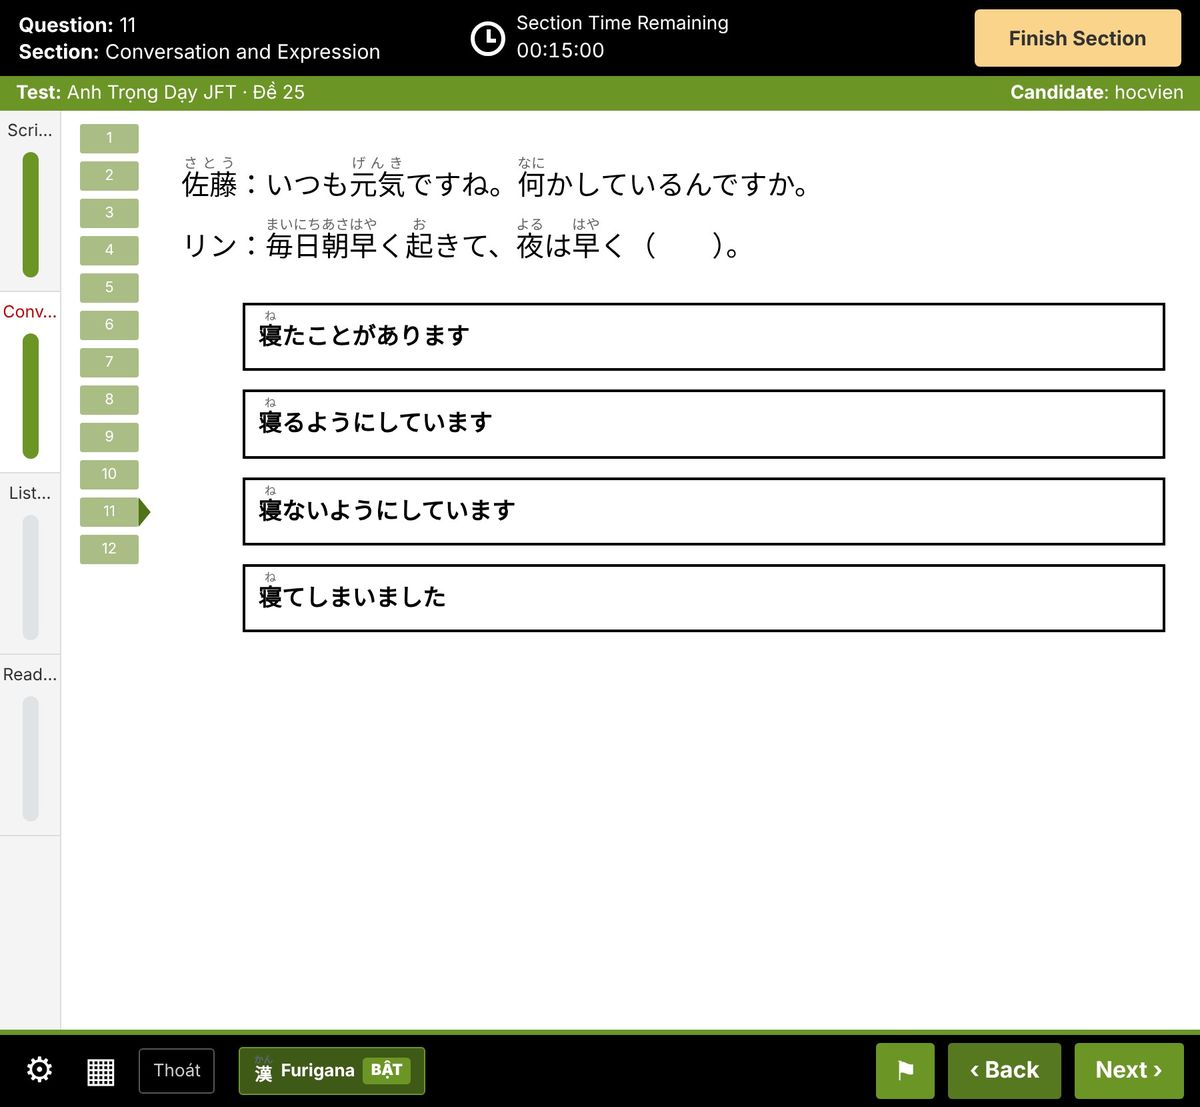 Question: 11
Section: Conversation and Expression
Section Time Remaining
00:15:00
Finish Section
Test: Anh Trọng Dạy JFT · Đề 25
Candidate: hocvien
Scri...
Conv...
List...
Read...
1
2
3
4
5
6
7
8
9
10
11
12
さとう げんき なに
佐藤：いつも元気ですね。何かしているんですか。
まいにちあさはや お よる はや
リン：毎日朝早く起きて、夜は早く（　　）。
ね
寝たことがあります
ね
寝るようにしています
ね
寝ないようにしています
ね
寝てしまいました
Thoát
かん
漢 Furigana BẬT
‹ Back
Next ›